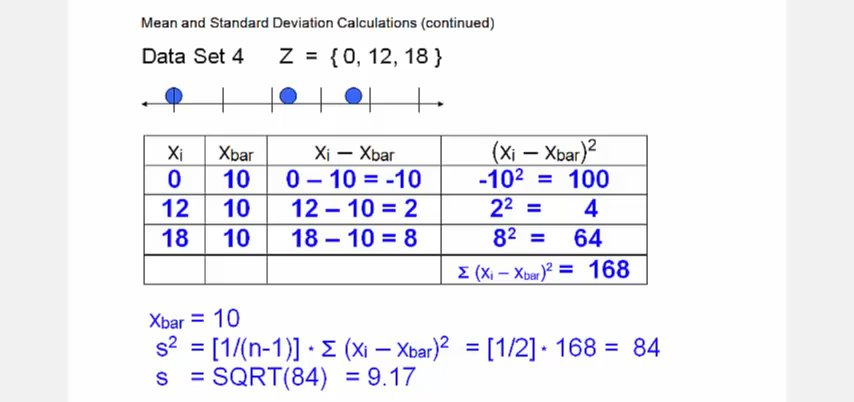 Mean and Standard Deviation Calculations (continued)
Data Set 4 Z = { 0, 12, 18 }
Xi Xbar Xi – Xbar (Xi – Xbar)²
0 10 0 – 10 = -10 -10² = 100
12 10 12 – 10 = 2 2² = 4
18 10 18 – 10 = 8 8² = 64
Σ (Xi – Xbar)² = 168
Xbar = 10
s² = [1/(n-1)] · Σ (Xi – Xbar)² = [1/2] · 168 = 84
s = SQRT(84) = 9.17